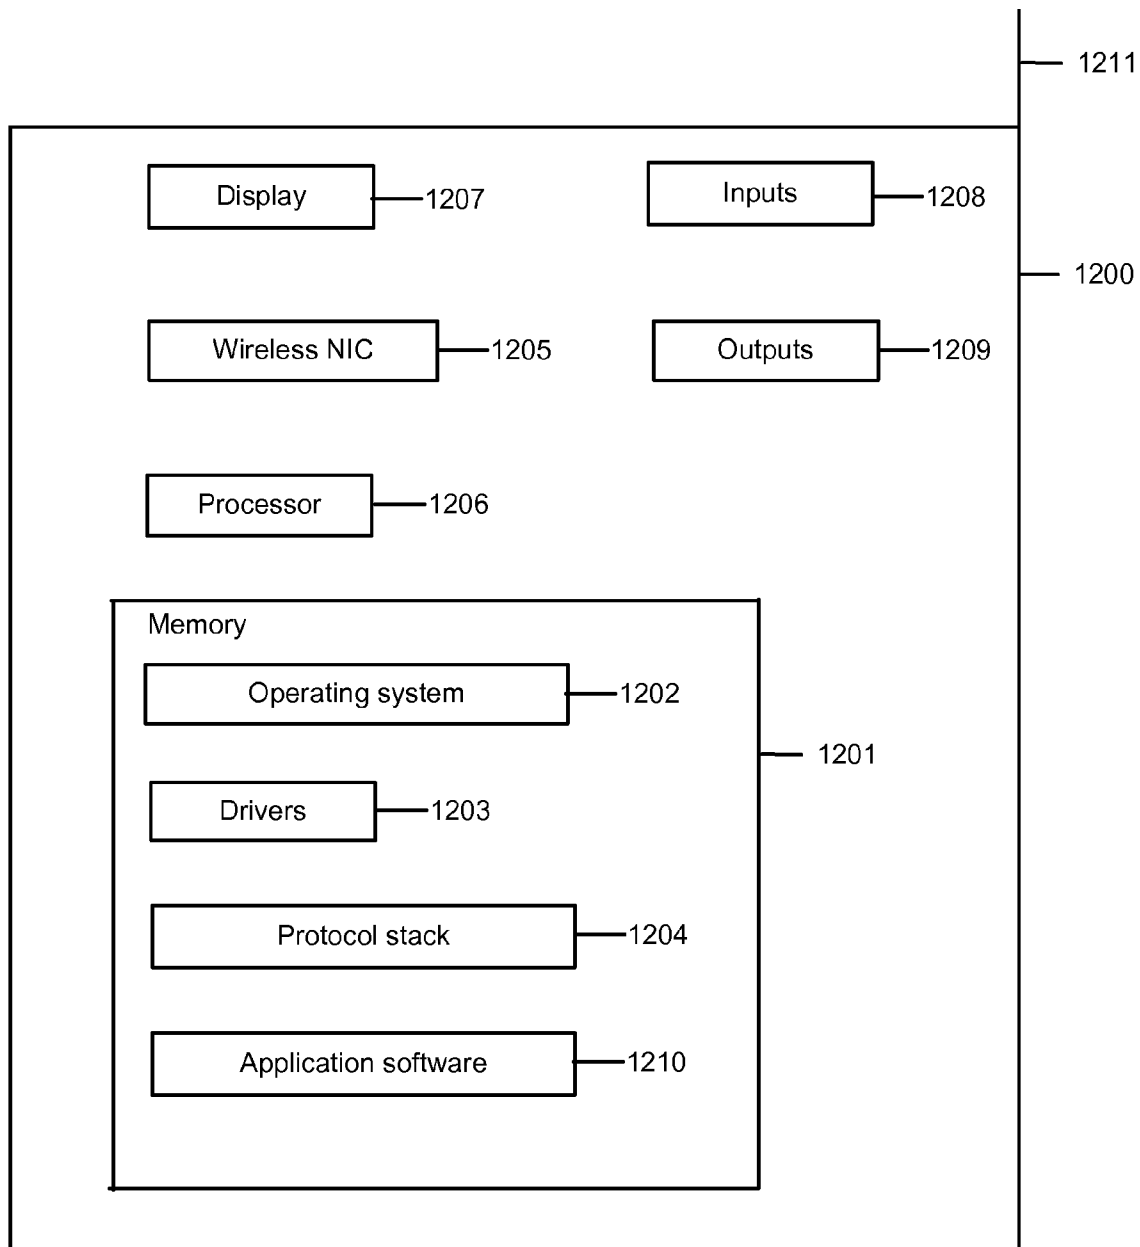 1211
Display 1207
Inputs 1208
1200
Wireless NIC 1205
Outputs 1209
Processor 1206
Memory
Operating system 1202
1201
Drivers 1203
Protocol stack 1204
Application software 1210